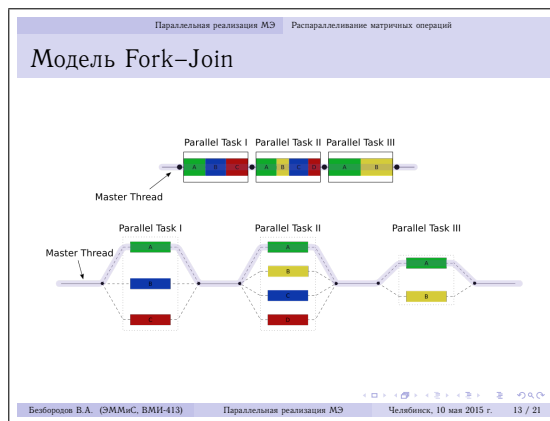 Параллельная реализация МЭ Распараллеливание матричных операций
Модель Fork–Join
Parallel Task I Parallel Task II Parallel Task III
A B C A B C D A B
Master Thread
Parallel Task I Parallel Task II Parallel Task III
Master Thread
A A A
B B B
C C
D
Безбородов В.А. (ЭММиС, ВМИ-413) Параллельная реализация МЭ Челябинск, 10 мая 2015 г. 13 / 21